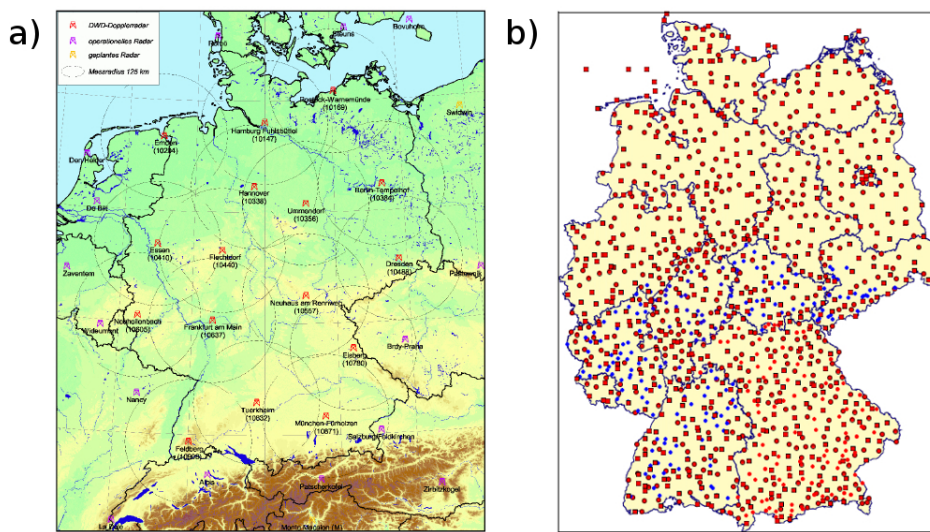 a)
b)
DWD-Dopplerradar
operationelles Radar
geplantes Radar
Messradius 125 km
Bovuhoim
Rostock-Warnemünde
(10169)
Hamburg Fuhlsbüttel
(10147)
Emden
Den Helder
De Bilt
Hannover
(10338)
Berlin-Tempelhof
(10384)
Ummendorf
(10356)
Essen
(10410)
Flechtdorf
(10440)
Dresden
(10488)
Zaventem
Neuhaus am Rennweg
(10557)
Neuheilenbach
(10605)
Wideumont
Frankfurt am Main
(10637)
Brdy-Praha
Eisberg
(10780)
Nancy
Tuerkheim
(10832)
München-Fürholzen
(10871)
Salzburg/Feldkirchen
Feldberg
Albis
Patscherkofel
Zirbitzkogel